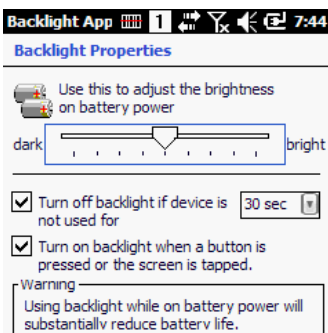 Backlight App 1 7:44
Backlight Properties
Use this to adjust the brightness
on battery power
dark bright
Turn off backlight if device is 30 sec
not used for
Turn on backlight when a button is
pressed or the screen is tapped.
Warning
Using backlight while on battery power will
substantially reduce battery life.